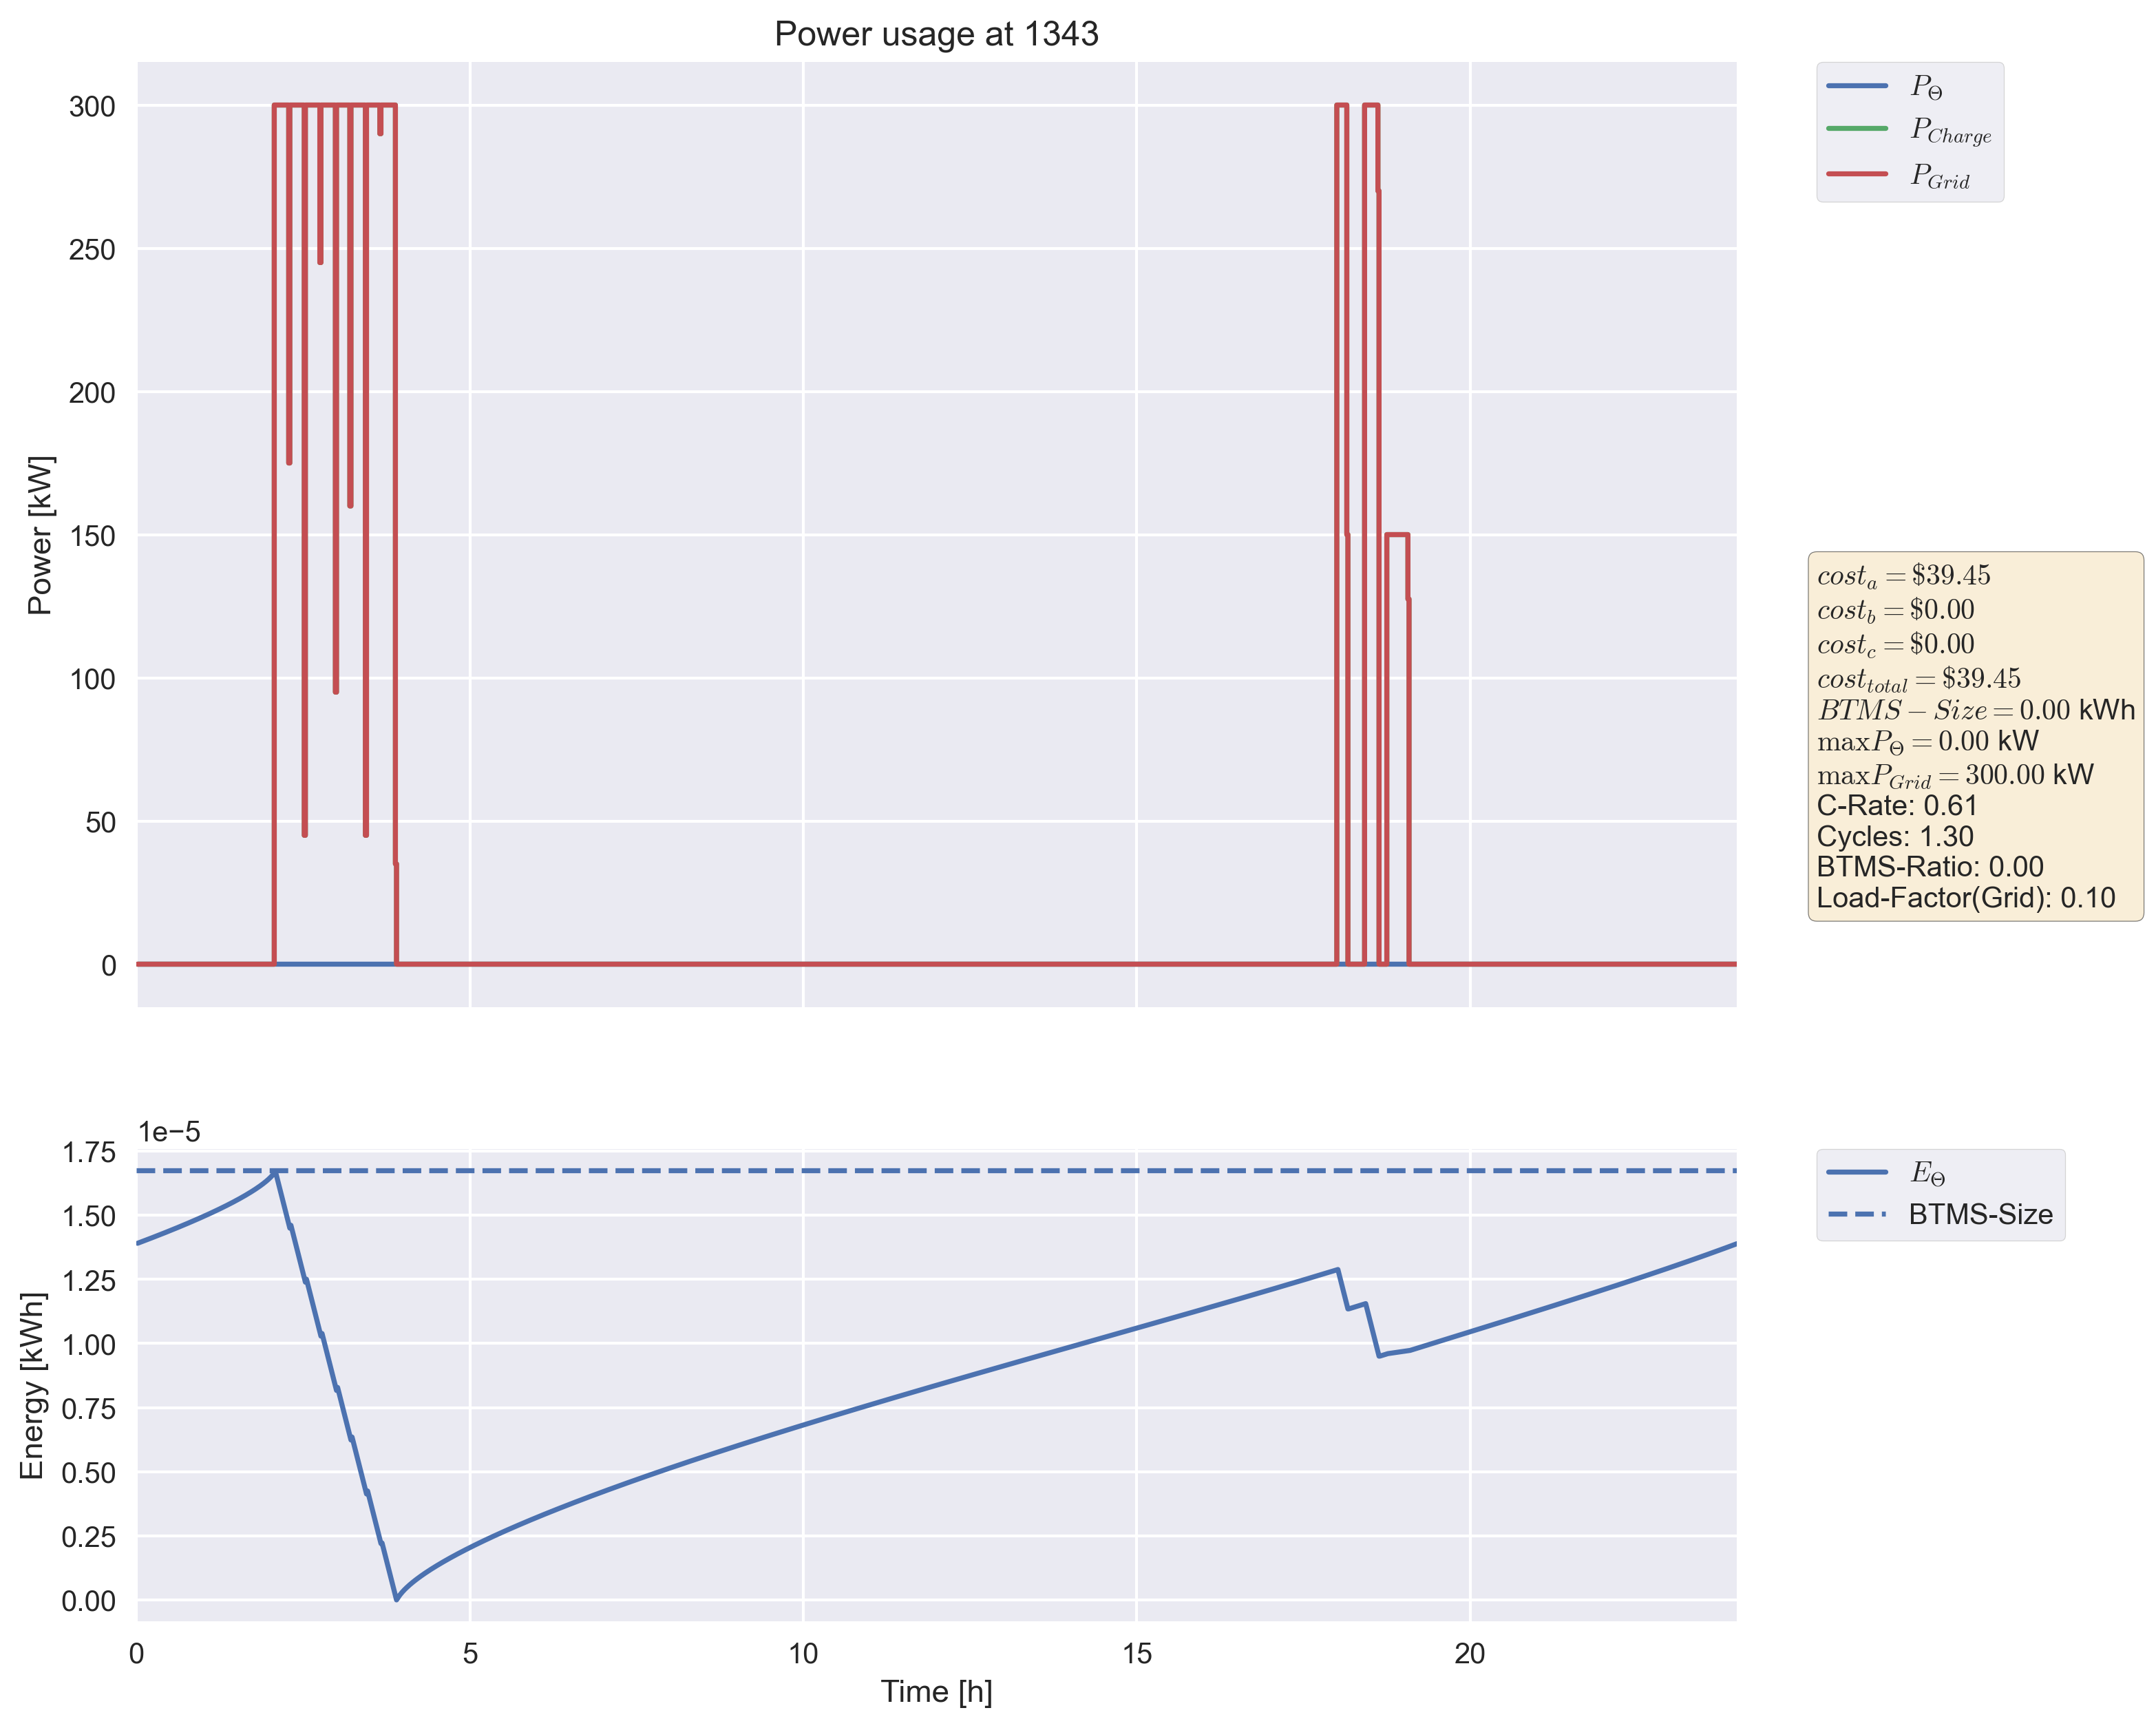 Power usage at 1343
300
250
200
150
100
50
0
Power [kW]
P_Θ
P_Charge
P_Grid
cost_a = $39.45
cost_b = $0.00
cost_c = $0.00
cost_total = $39.45
BTMS − Size = 0.00 kWh
maxP_Θ = 0.00 kW
maxP_Grid = 300.00 kW
C-Rate: 0.61
Cycles: 1.30
BTMS-Ratio: 0.00
Load-Factor(Grid): 0.10
1e−5
1.75
1.50
1.25
1.00
0.75
0.50
0.25
0.00
Energy [kWh]
E_Θ
BTMS-Size
0 5 10 15 20
Time [h]